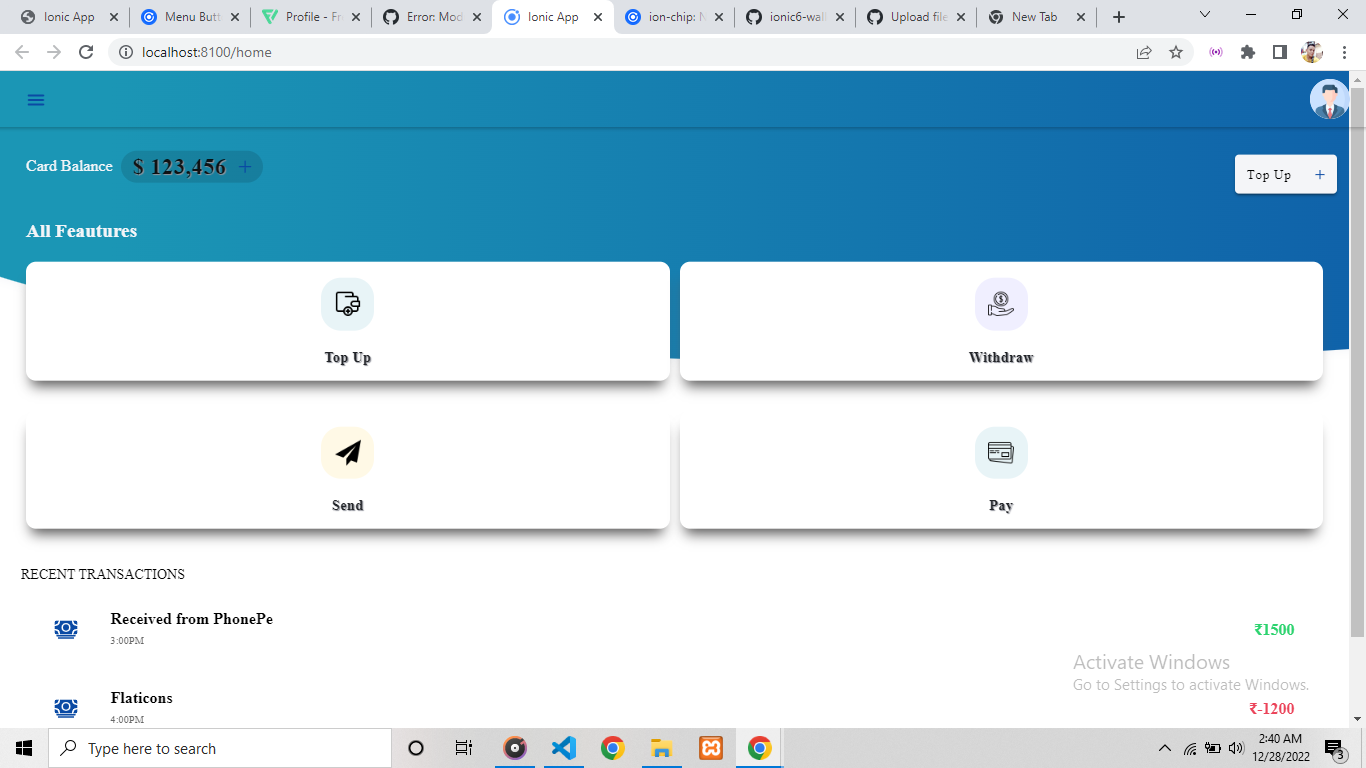 Ionic App
Menu Butt
Profile - Fre
Error: Mod
Ionic App
ion-chip: N
ionic6-wall
Upload file
New Tab
localhost:8100/home
Card Balance $ 123,456 +
Top Up +
All Feautures
Top Up
Withdraw
Send
Pay
RECENT TRANSACTIONS
Received from PhonePe
3:00PM
₹1500
Activate Windows
Go to Settings to activate Windows.
Flaticons
4:00PM
₹-1200
Type here to search
2:40 AM
12/28/2022
3